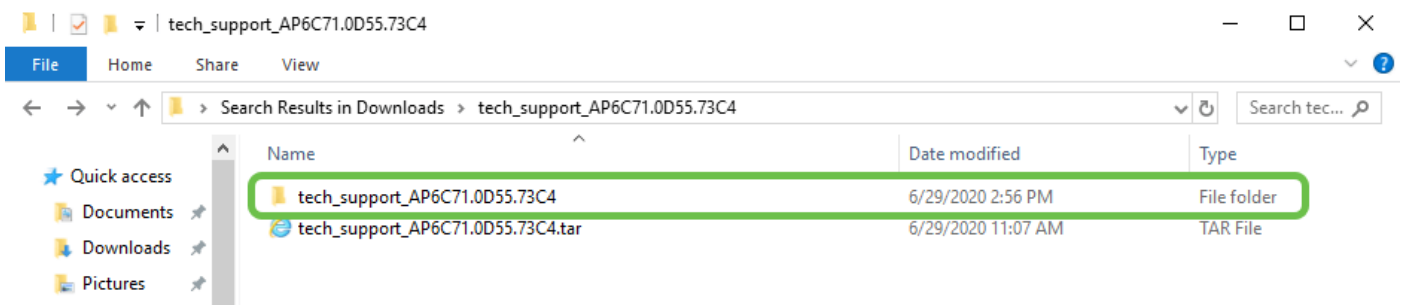 tech_support_AP6C71.0D55.73C4
File Home Share View
Search Results in Downloads > tech_support_AP6C71.0D55.73C4 Search tec...
Name Date modified Type
Quick access
tech_support_AP6C71.0D55.73C4 6/29/2020 2:56 PM File folder
Documents
tech_support_AP6C71.0D55.73C4.tar 6/29/2020 11:07 AM TAR File
Downloads
Pictures